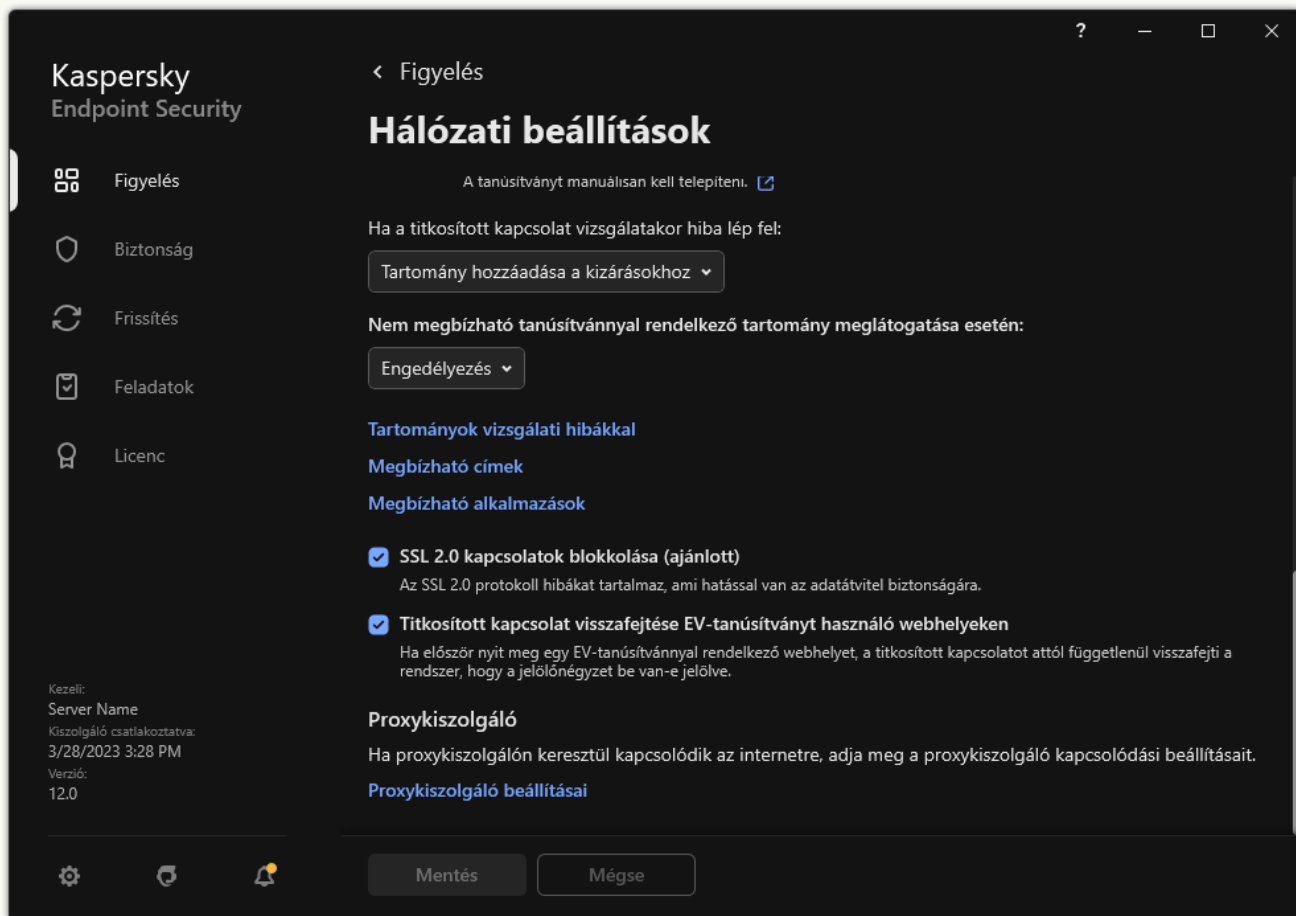 ?
Kaspersky
Endpoint Security
Figyelés
Biztonság
Frissítés
Feladatok
Licenc
Kezeli:
Server Name
Kiszolgáló csatlakoztatva:
3/28/2023 3:28 PM
Verzió:
12.0
Figyelés
Hálózati beállítások
A tanúsítványt manuálisan kell telepíteni.
Ha a titkosított kapcsolat vizsgálatakor hiba lép fel:
Tartomány hozzáadása a kizárásokhoz
Nem megbízható tanúsítvánnyal rendelkező tartomány meglátogatása esetén:
Engedélyezés
Tartományok vizsgálati hibákkal
Megbízható címek
Megbízható alkalmazások
SSL 2.0 kapcsolatok blokkolása (ajánlott)
Az SSL 2.0 protokoll hibákat tartalmaz, ami hatással van az adatátvitel biztonságára.
Titkosított kapcsolat visszafejtése EV-tanúsítványt használó webhelyeken
Ha először nyit meg egy EV-tanúsítvánnyal rendelkező webhelyet, a titkosított kapcsolatot attól függetlenül visszafejti a
rendszer, hogy a jelölőnégyzet be van-e jelölve.
Proxykiszolgáló
Ha proxykiszolgálón keresztül kapcsolódik az internetre, adja meg a proxykiszolgáló kapcsolódási beállításait.
Proxykiszolgáló beállításai
Mentés
Mégse